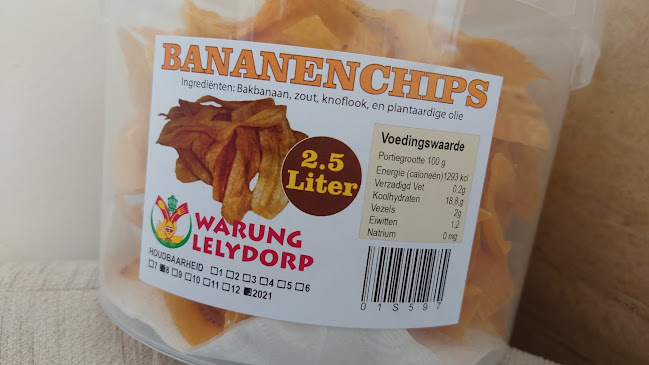 BANANENCHIPS
Ingrediënten: Bakbanaan, zout, knoflook, en plantaardige olie
2.5
Liter
Voedingswaarde
Portiegrootte 100 g
Energie (caloneën) 1293 kcl
Verzadigd Vet 0.2g
Koolhydraten 18,8,g
Vezels 2g
Eiwitten 1,2
Natrium 0 mg
WARUNG
LELYDORP
HOUDBAARHEID □1 □2 □3 □4 □5 □6
□7 ■8 □9 □10 □11 □12 ■2021
01S597